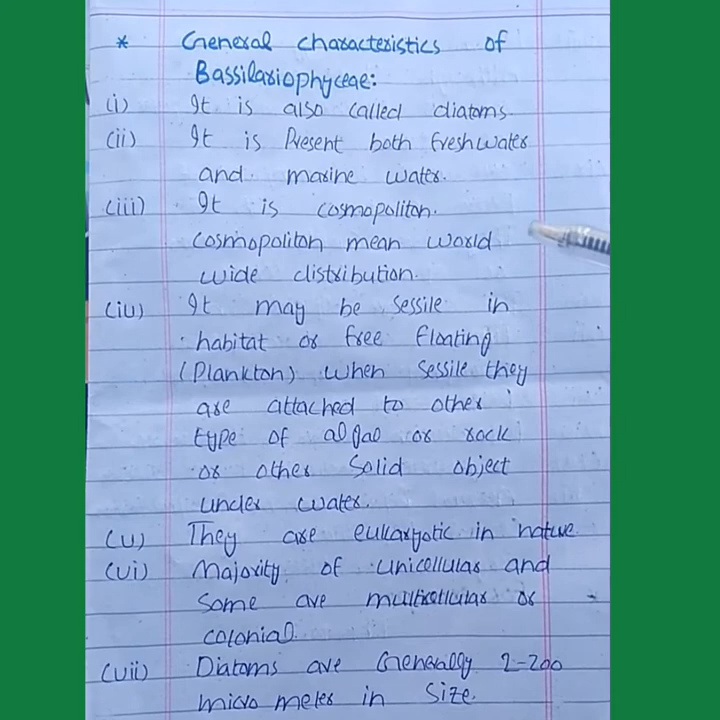 * General characteristics of
Bassilariophyceae:
(i) It is also called diatoms
(ii) It is Present both freshwater
and marine water.
(iii) It is cosmopoliton.
cosmopoliton mean world
wide distribution.
(iv) It may be sessile in
habitat or free floating
(Plankton) when sessile they
are attached to other
type of algae or rock
or other solid object
under water.
(v) They are eukaryotic in nature
(vi) Majority of unicellular and
some are multicellular or
colonial.
(vii) Diatoms are Generally 2-200
micro meter in size.